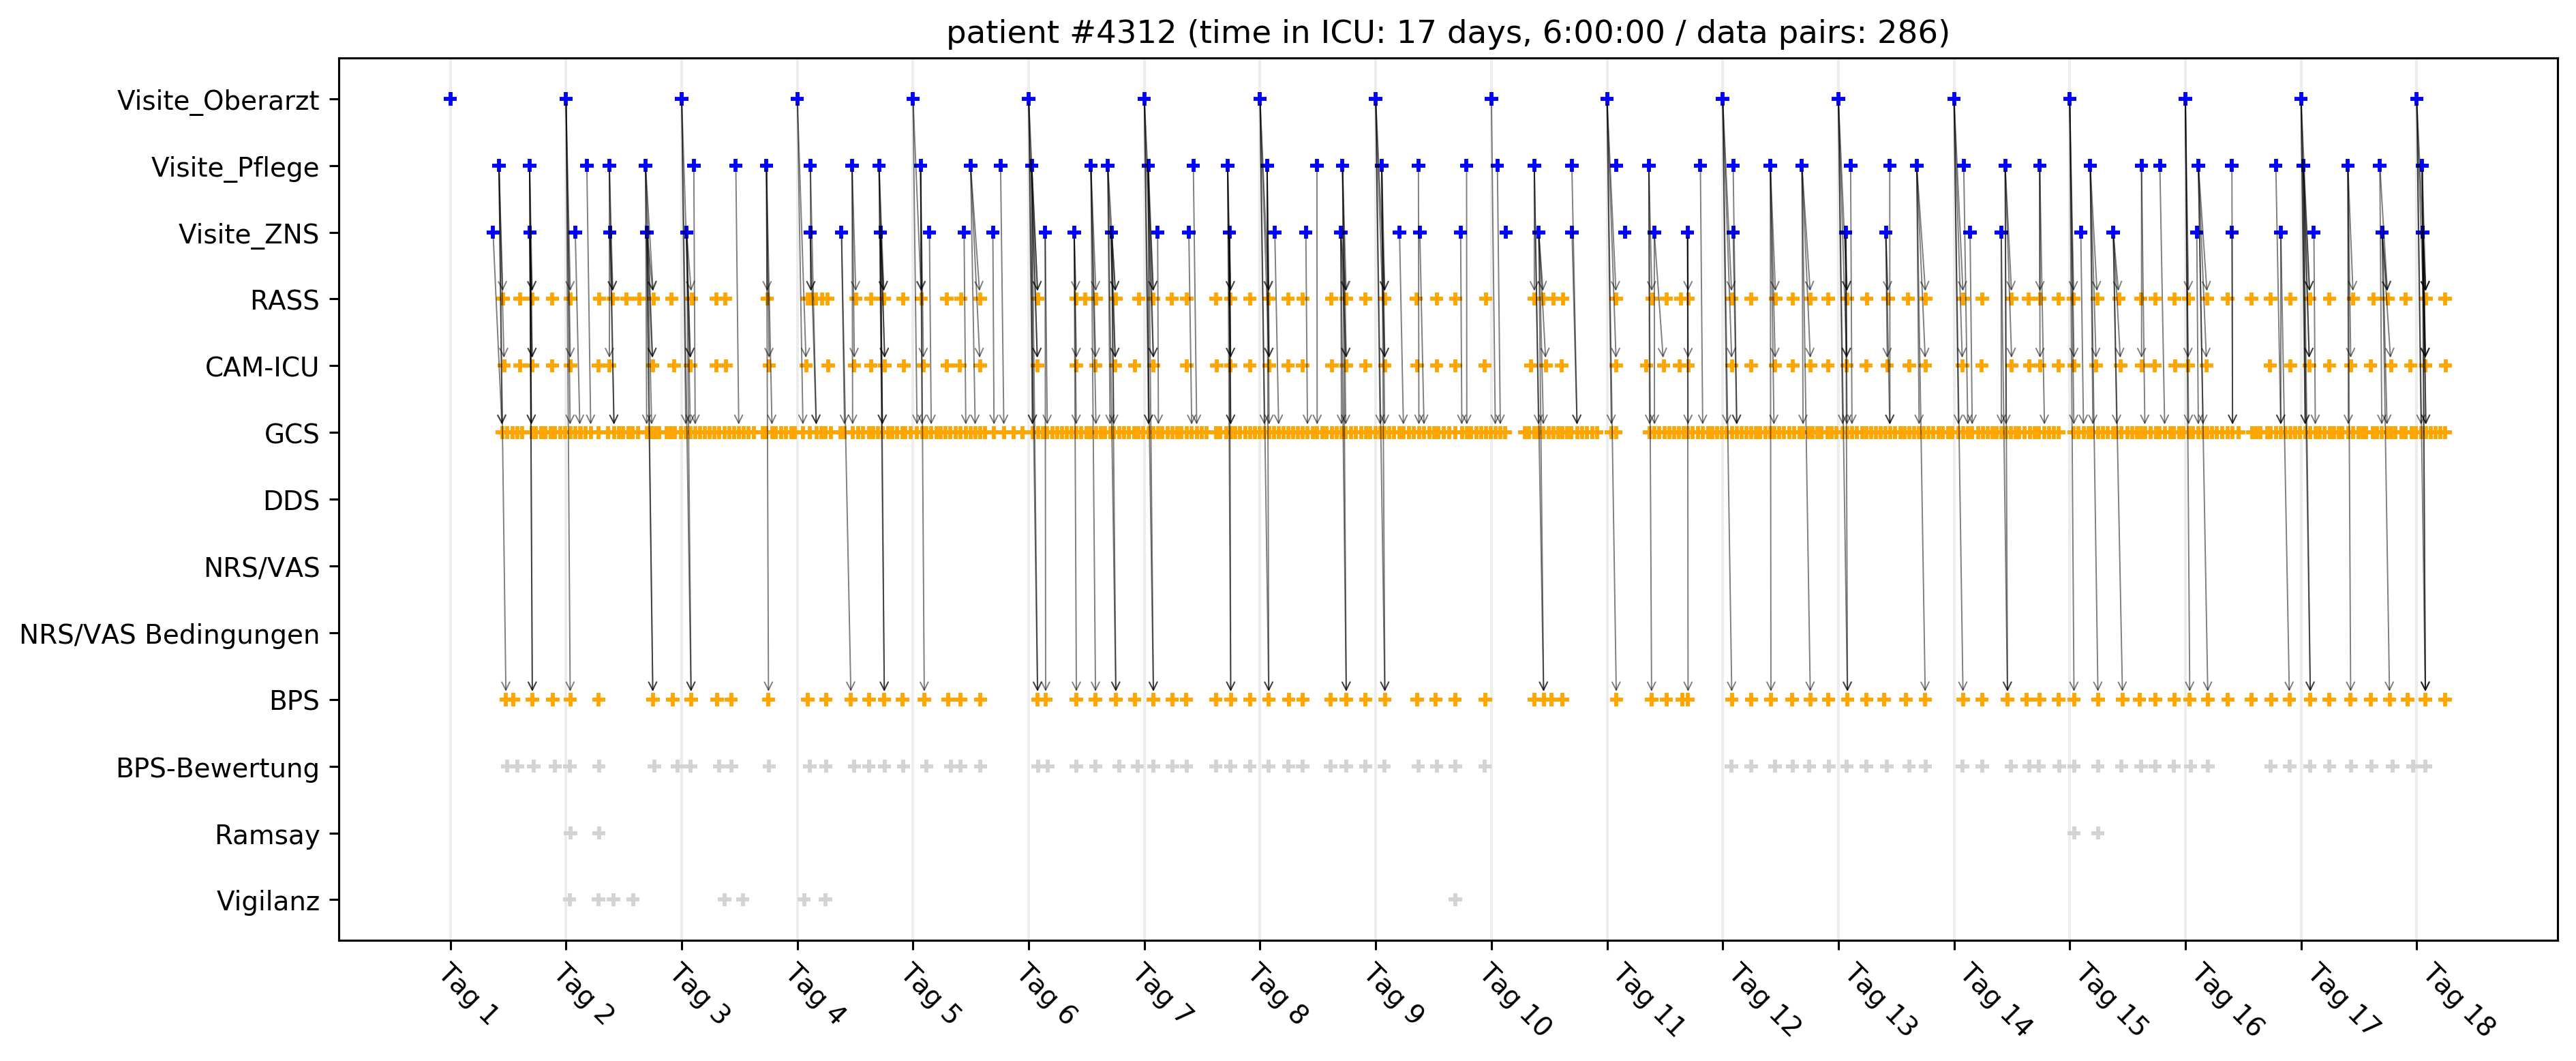 patient #4312 (time in ICU: 17 days, 6:00:00 / data pairs: 286)
Visite_Oberarzt
Visite_Pflege
Visite_ZNS
RASS
CAM-ICU
GCS
DDS
NRS/VAS
NRS/VAS Bedingungen
BPS
BPS-Bewertung
Ramsay
Vigilanz
Tag 1
Tag 2
Tag 3
Tag 4
Tag 5
Tag 6
Tag 7
Tag 8
Tag 9
Tag 10
Tag 11
Tag 12
Tag 13
Tag 14
Tag 15
Tag 16
Tag 17
Tag 18